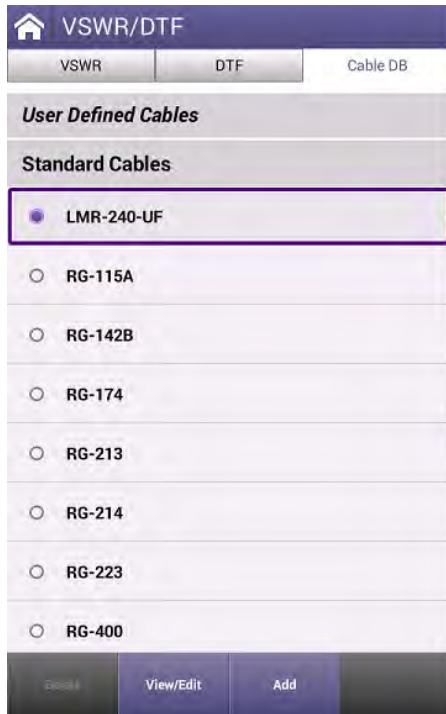 VSWR/DTF
VSWR DTF Cable DB
User Defined Cables
Standard Cables
LMR-240-UF
RG-115A
RG-142B
RG-174
RG-213
RG-214
RG-223
RG-400
View/Edit Add